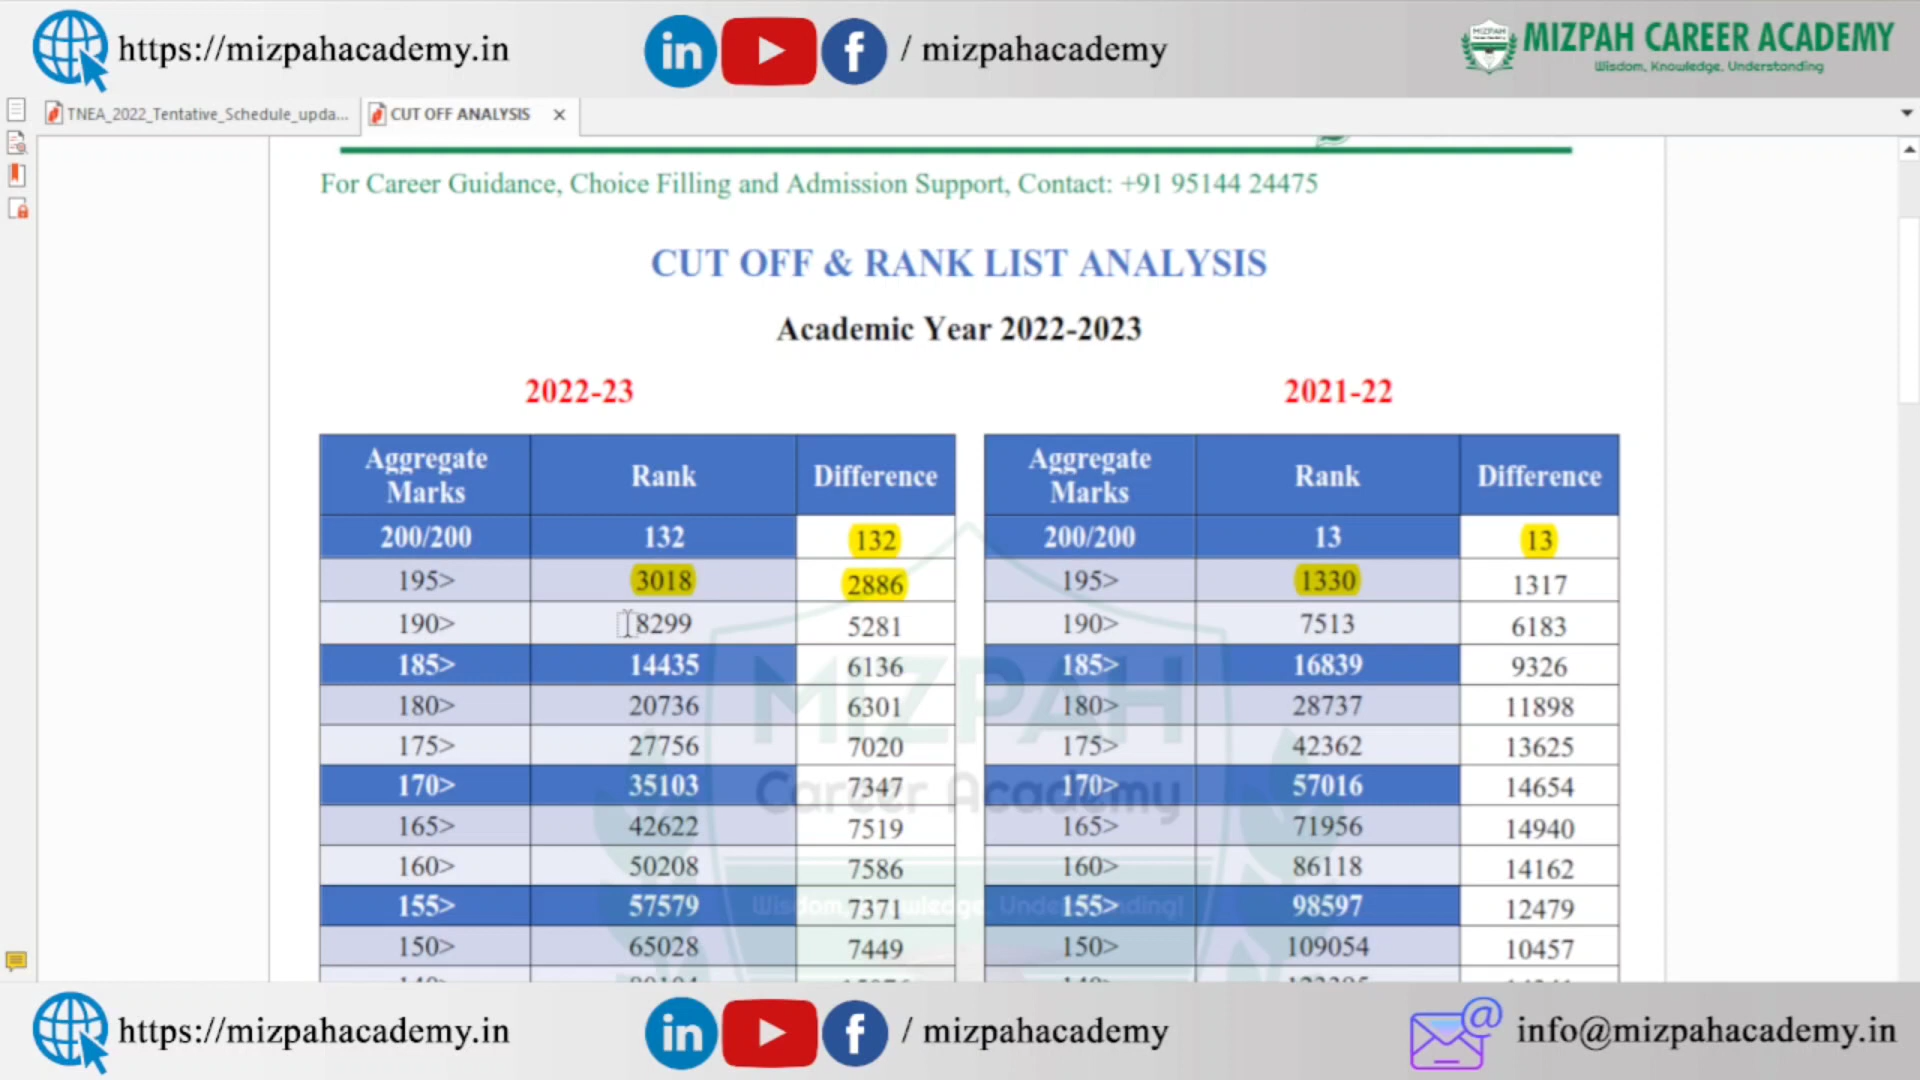 https://mizpahacademy.in
in
f
/ mizpahacademy
MIZPAH
MIZPAH CAREER ACADEMY
Wisdom, Knowledge, Understanding
TNEA_2022_Tentative_Schedule_upda...
CUT OFF ANALYSIS
For Career Guidance, Choice Filling and Admission Support, Contact: +91 95144 24475
CUT OFF & RANK LIST ANALYSIS
Academic Year 2022-2023
2022-23 2021-22
Aggregate Marks Rank Difference Aggregate Marks Rank Difference
200/200 132 132 200/200 13 13
195> 3018 2886 195> 1330 1317
190> 8299 5281 190> 7513 6183
185> 14435 6136 185> 16839 9326
180> 20736 6301 180> 28737 11898
175> 27756 7020 175> 42362 13625
170> 35103 7347 170> 57016 14654
165> 42622 7519 165> 71956 14940
160> 50208 7586 160> 86118 14162
155> 57579 7371 155> 98597 12479
150> 65028 7449 150> 109054 10457
MIZPAH
Career Academy
https://mizpahacademy.in
in
f
/ mizpahacademy
@
info@mizpahacademy.in